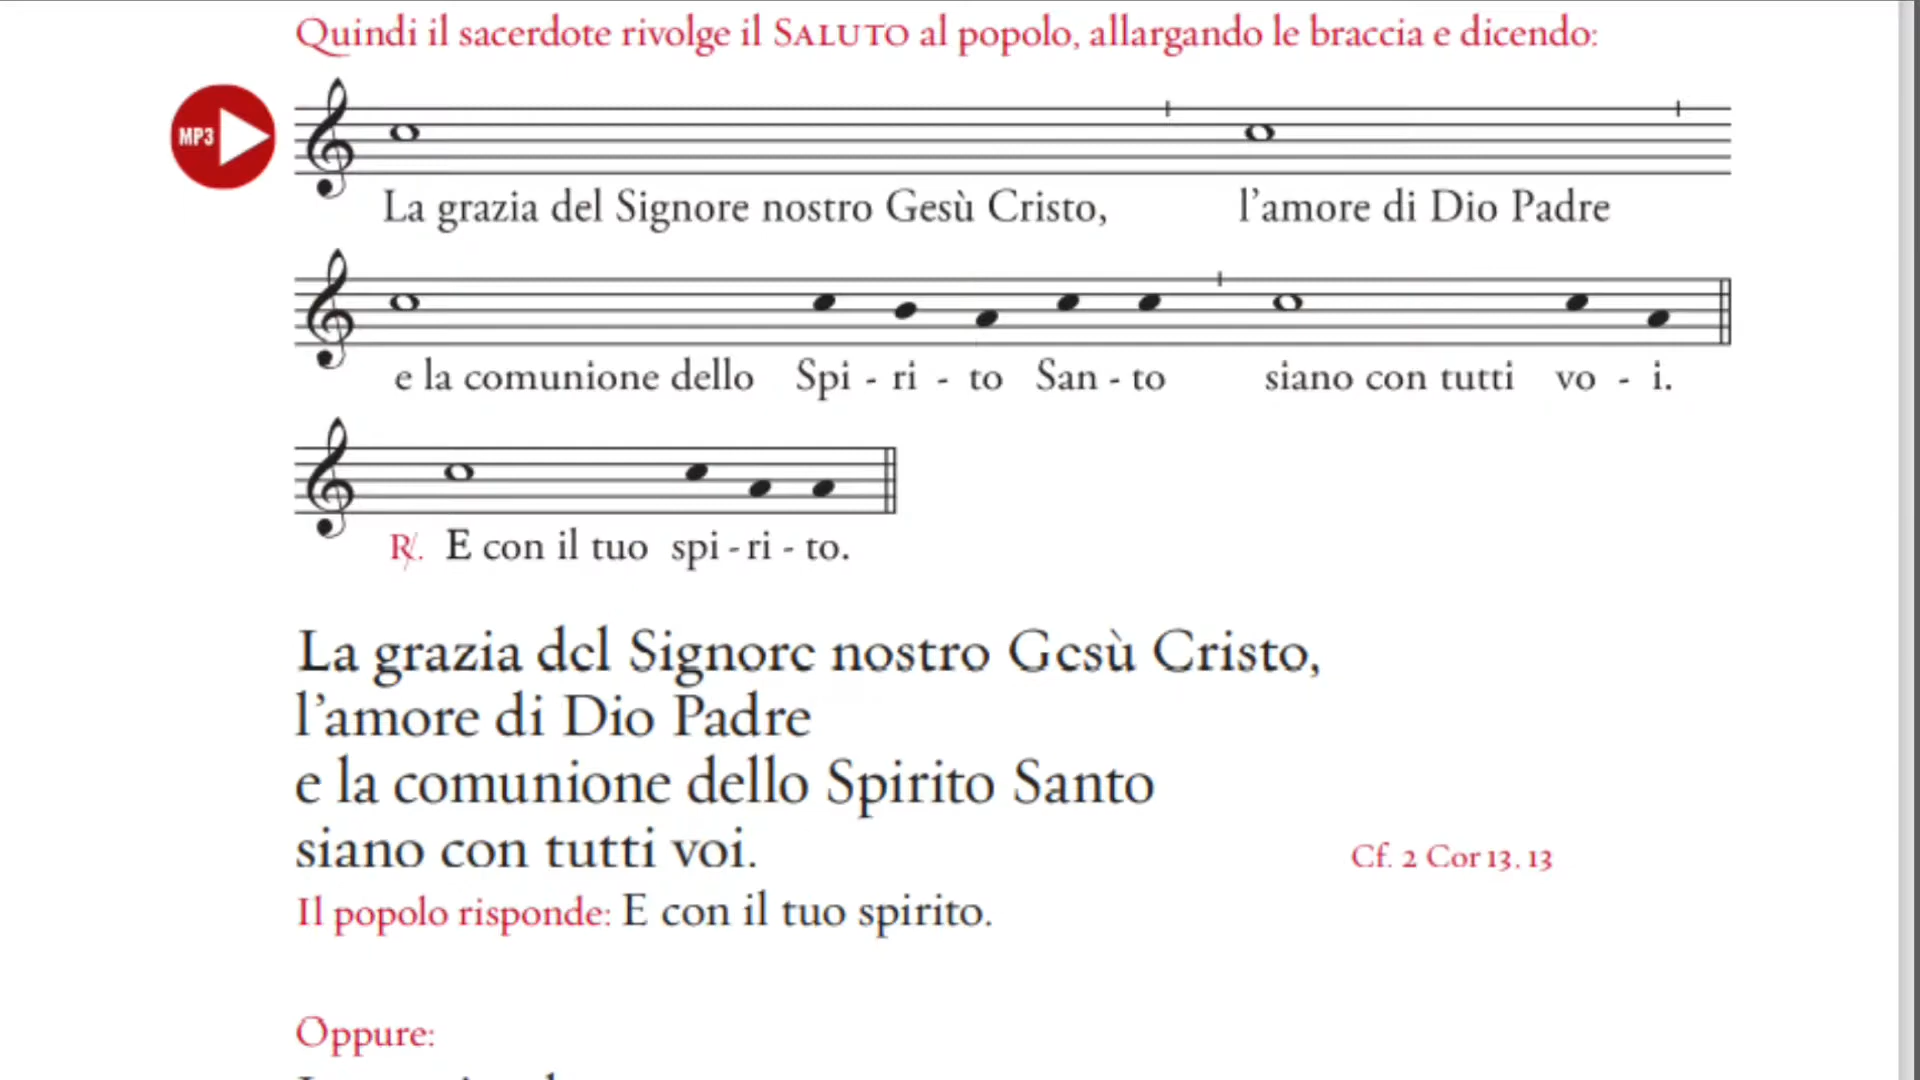 Quindi il sacerdote rivolge il SALUTO al popolo, allargando le braccia e dicendo:
MP3
La grazia del Signore nostro Gesù Cristo, l’amore di Dio Padre
e la comunione dello Spi - ri - to San - to siano con tutti vo - i.
℟. E con il tuo spi - ri - to.
La grazia del Signore nostro Gesù Cristo,
l’amore di Dio Padre
e la comunione dello Spirito Santo
siano con tutti voi. Cf. 2 Cor 13, 13
Il popolo risponde: E con il tuo spirito.
Oppure: